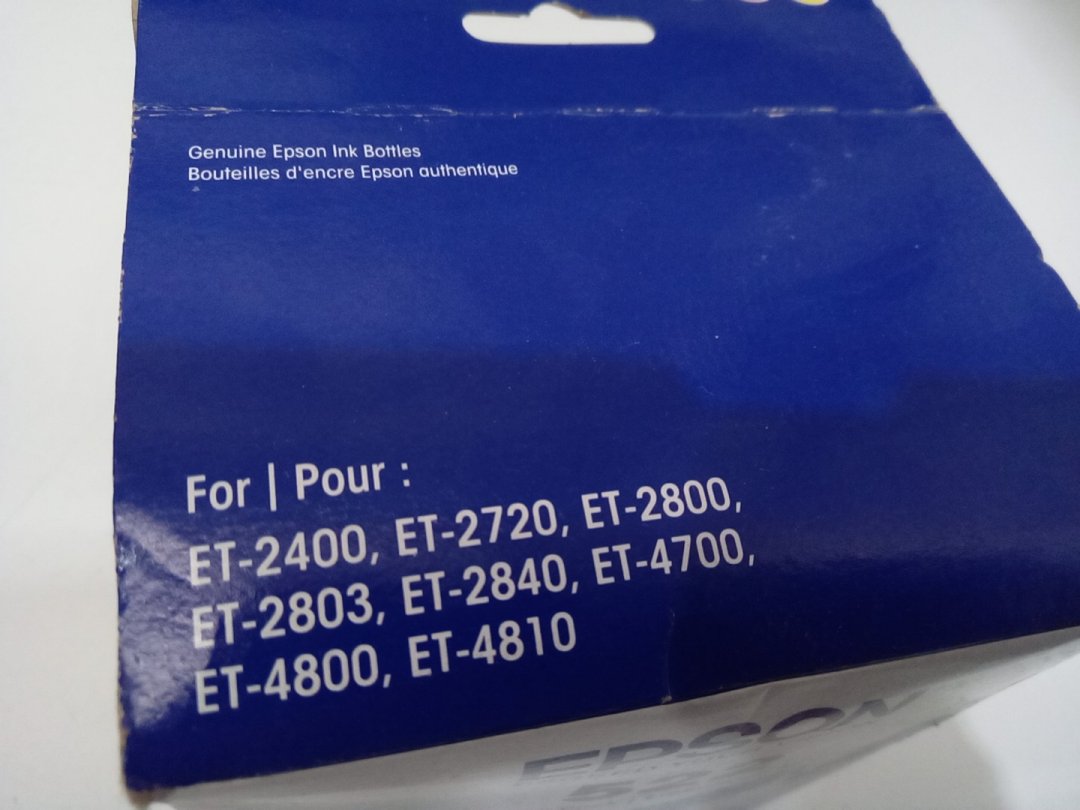 Genuine Epson Ink Bottles
Bouteilles d'encre Epson authentique
For | Pour :
ET-2400, ET-2720, ET-2800,
ET-2803, ET-2840, ET-4700,
ET-4800, ET-4810
EPSON